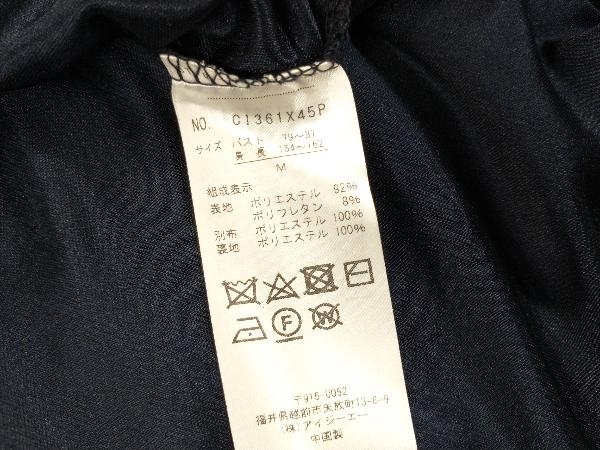 NO. CI361X45P
サイズ バスト 79〜87
身長 154〜162
M
組成表示
表地 ポリエステル 92%
ポリウレタン 8%
別布 ポリエステル 100%
裏地 ポリエステル 100%
F
W
〒915-0052
福井県越前市矢放町13-8-9
(株)アイジーエー
中国製